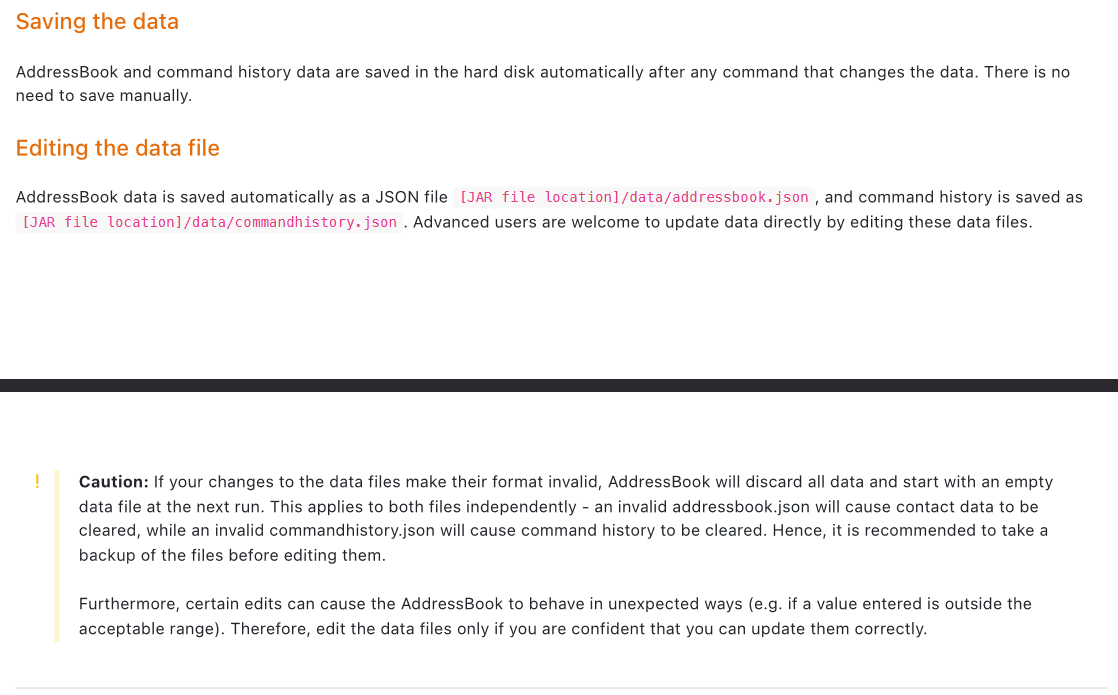 Saving the data
AddressBook and command history data are saved in the hard disk automatically after any command that changes the data. There is no
need to save manually.
Editing the data file
AddressBook data is saved automatically as a JSON file [JAR file location]/data/addressbook.json , and command history is saved as
[JAR file location]/data/commandhistory.json . Advanced users are welcome to update data directly by editing these data files.
! Caution: If your changes to the data files make their format invalid, AddressBook will discard all data and start with an empty
data file at the next run. This applies to both files independently - an invalid addressbook.json will cause contact data to be
cleared, while an invalid commandhistory.json will cause command history to be cleared. Hence, it is recommended to take a
backup of the files before editing them.
Furthermore, certain edits can cause the AddressBook to behave in unexpected ways (e.g. if a value entered is outside the
acceptable range). Therefore, edit the data files only if you are confident that you can update them correctly.